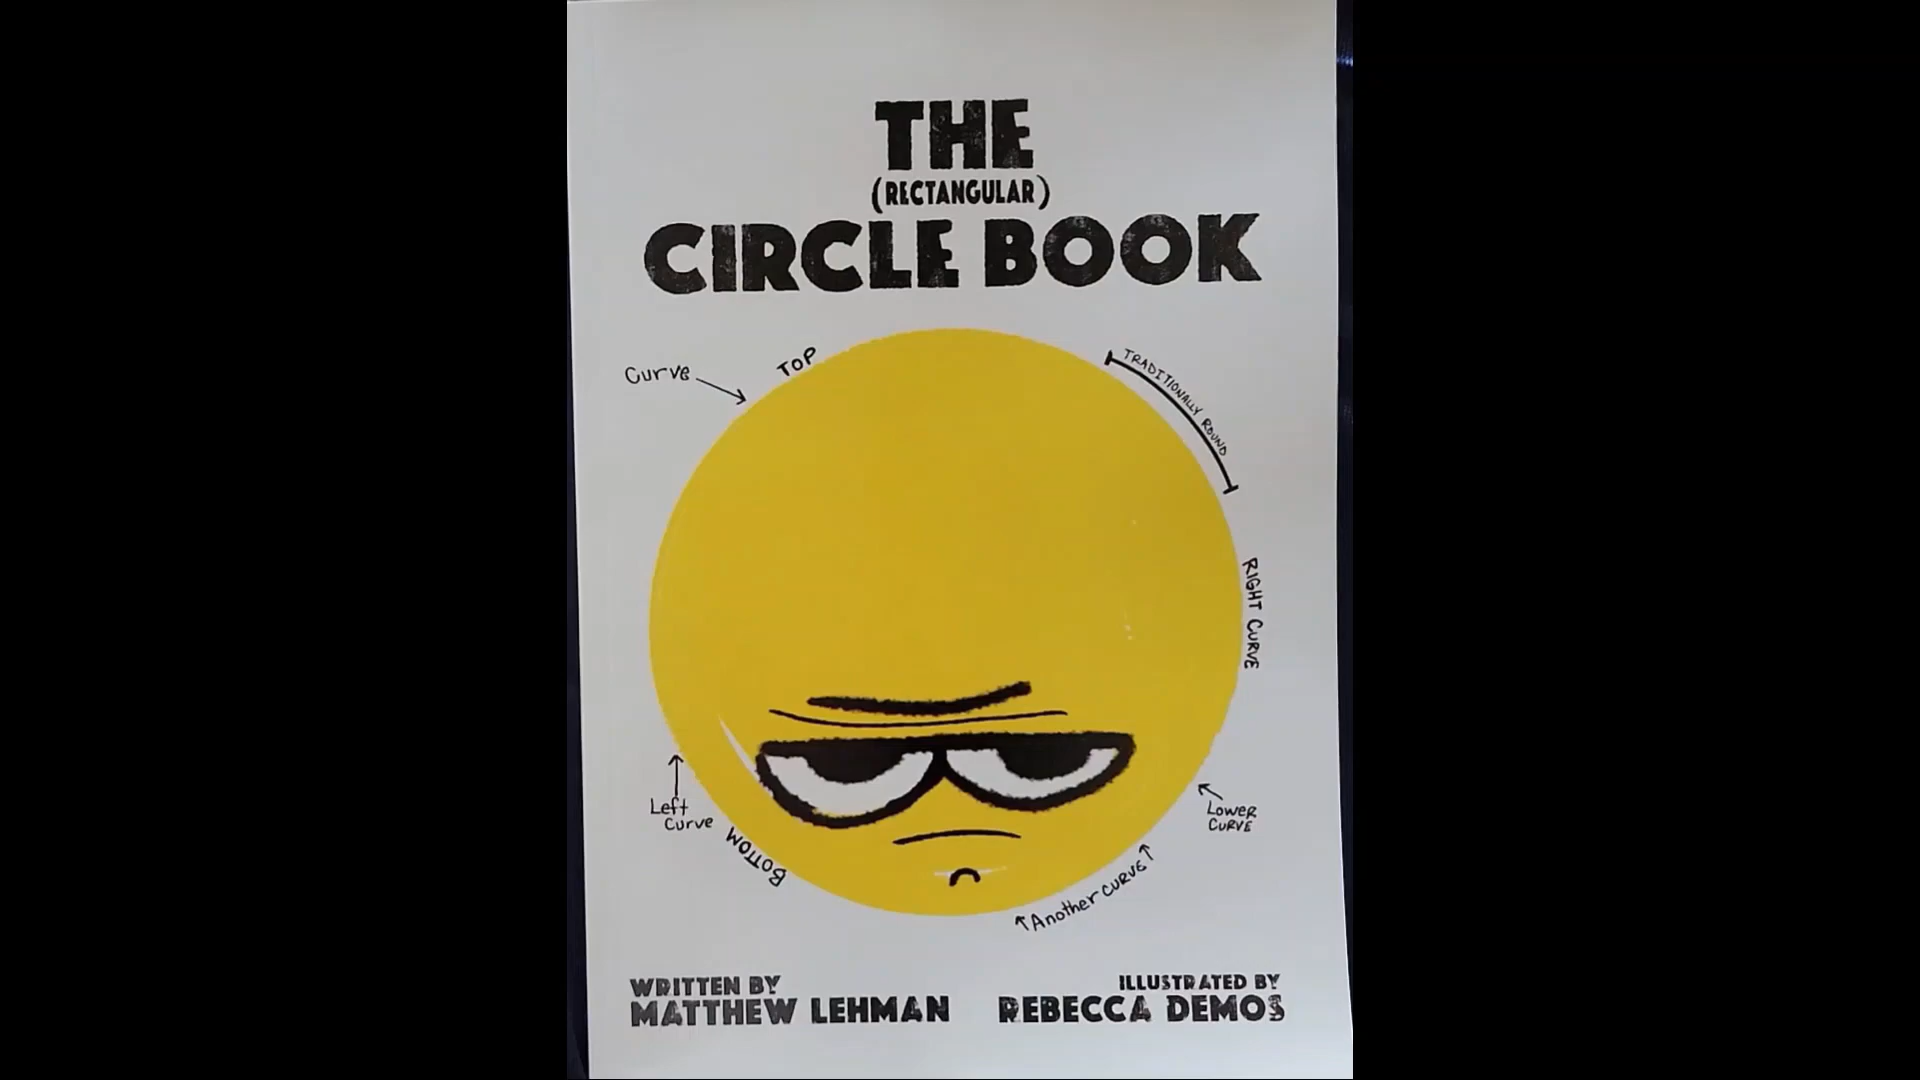 THE
(RECTANGULAR)
CIRCLE BOOK
Curve
TOP
TRADITIONALLY ROUND
RIGHT CURVE
Left
Curve
BOTTOM
Lower
CURVE
Another CURVE
WRITTEN BY
MATTHEW LEHMAN
ILLUSTRATED BY
REBECCA DEMOS